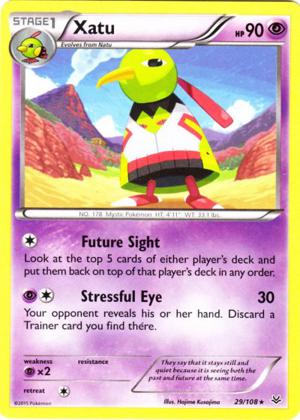 STAGE1 Xatu HP90
Evolves from Natu
NO. 178 Mystic Pokémon HT. 4'11" WT. 33.1 lbs.
Future Sight
Look at the top 5 cards of either player's deck and
put them back on top of that player's deck in any order.
Stressful Eye 30
Your opponent reveals his or her hand. Discard a
Trainer card you find there.
weakness resistance
×2
They say that it stays still and
quiet because it is seeing both the
past and future at the same time.
retreat
©2015 Pokémon Illus. Hajime Kusajima 29/108 ★